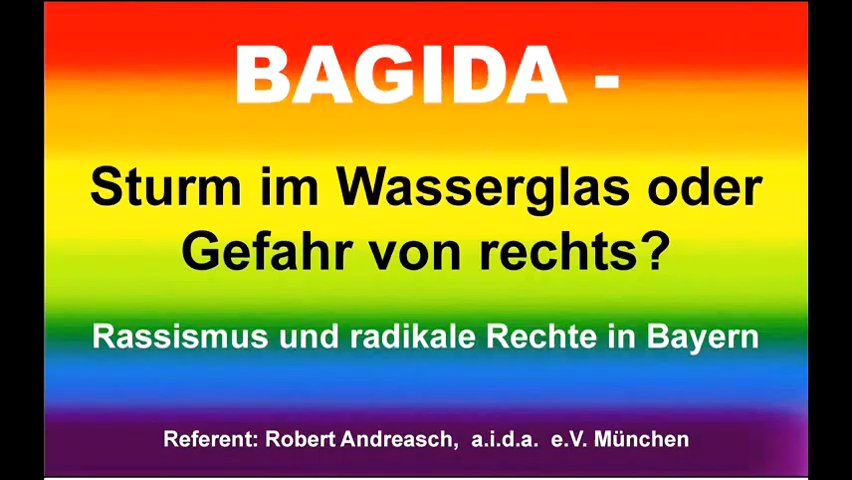 BAGIDA -
Sturm im Wasserglas oder
Gefahr von rechts?
Rassismus und radikale Rechte in Bayern
Referent: Robert Andreasch, a.i.d.a. e.V. München